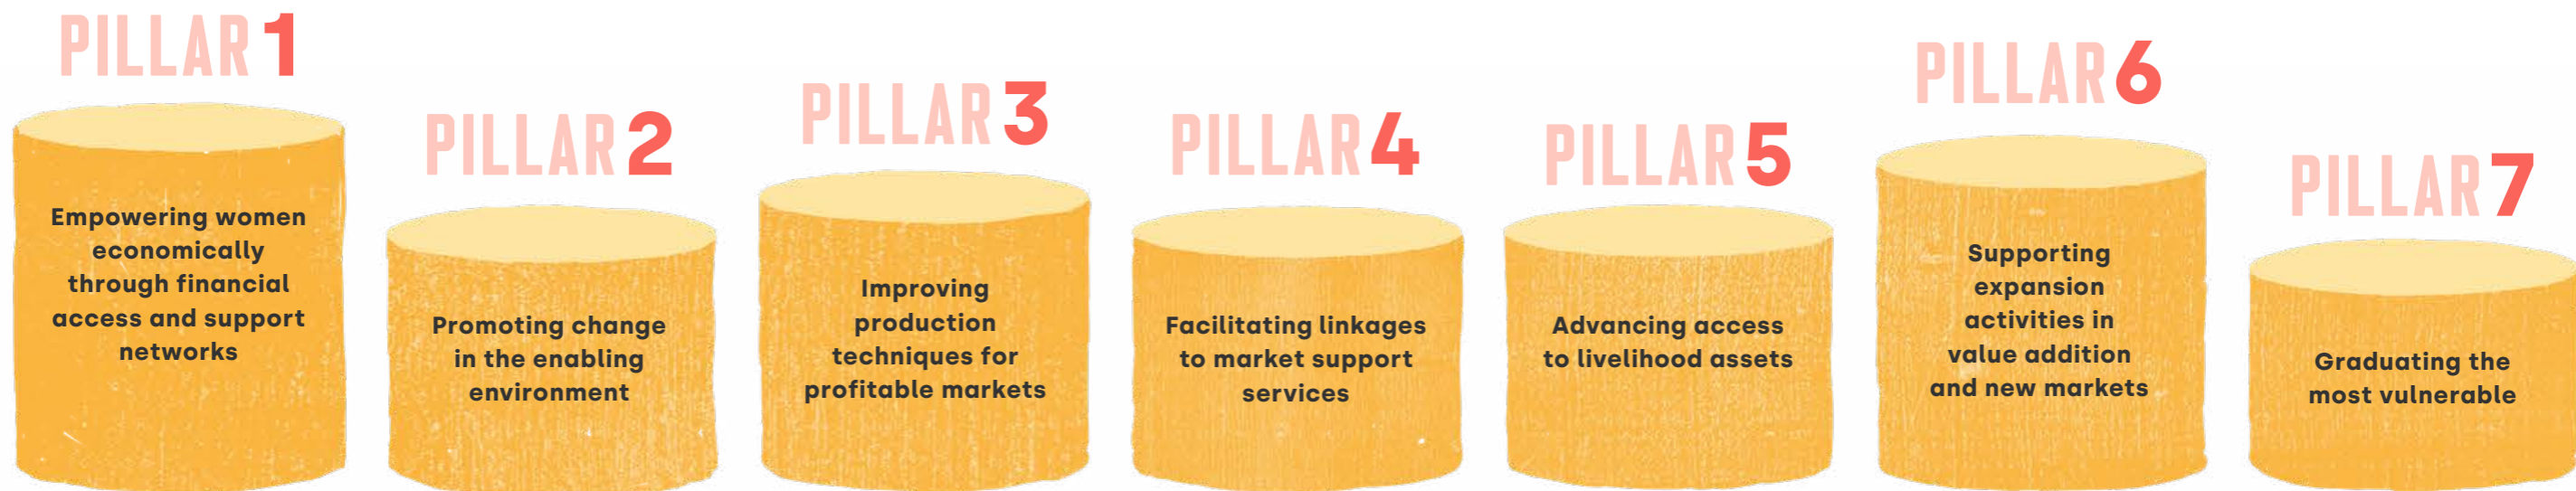 PILLAR 1
Empowering women
economically
through financial
access and support
networks
PILLAR 2
Promoting change
in the enabling
environment
PILLAR 3
Improving
production
techniques for
profitable markets
PILLAR 4
Facilitating linkages
to market support
services
PILLAR 5
Advancing access
to livelihood assets
PILLAR 6
Supporting
expansion
activities in
value addition
and new markets
PILLAR 7
Graduating the
most vulnerable